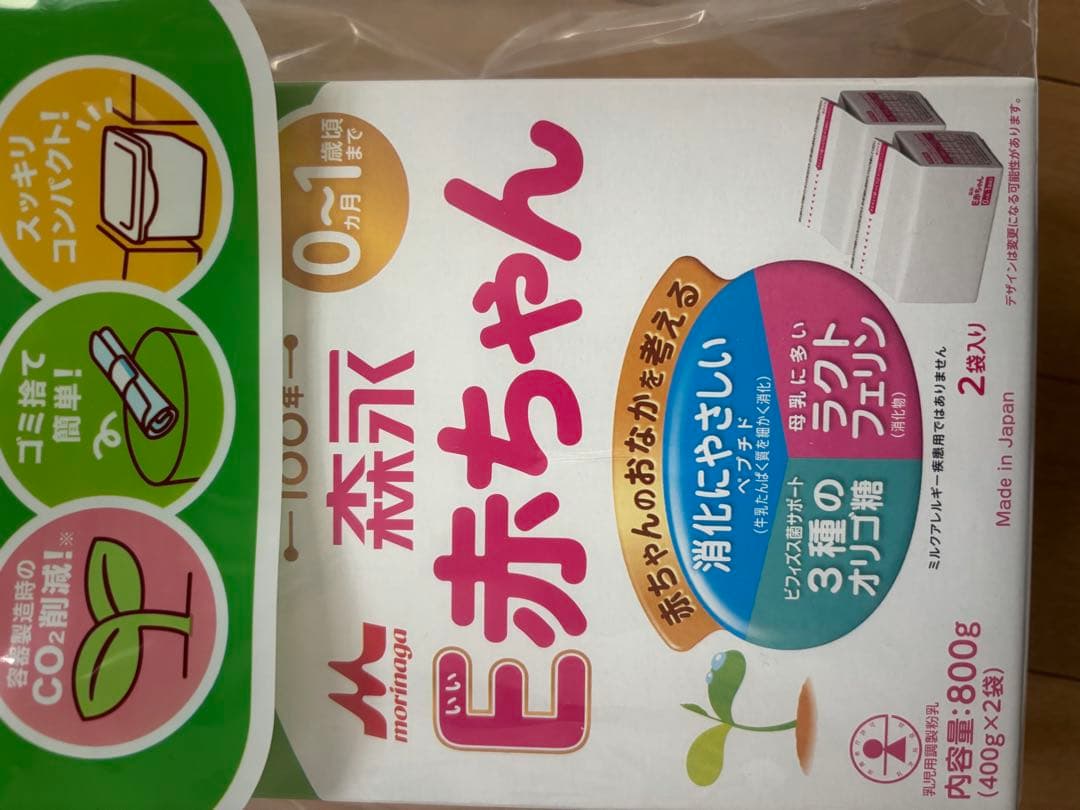 スッキリ
コンパクト!
ゴミ捨て
簡単!
容器製造時の
CO2削減!※
100年
0~1歳頃
カ月 まで
morinaga
森永
いい
E赤ちゃん
赤ちゃんのおなかを考える
消化にやさしい
ペプチド
(牛乳たんぱく質を細かく消化)
ビフィズス菌サポート
3種の
オリゴ糖
母乳に多い
ラクト
フェリン
(消化物)
ミルクアレルギー疾患用ではありません
2袋入り
Made in Japan
デザインは変更になる可能性があります。
乳児用調製粉乳
内容量:800g
(400g×2袋)